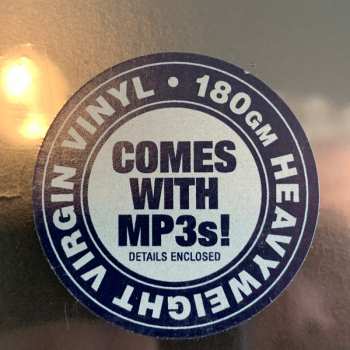 180GM HEAVYWEIGHT VIRGIN VINYL •
COMES
WITH
MP3s!
DETAILS ENCLOSED